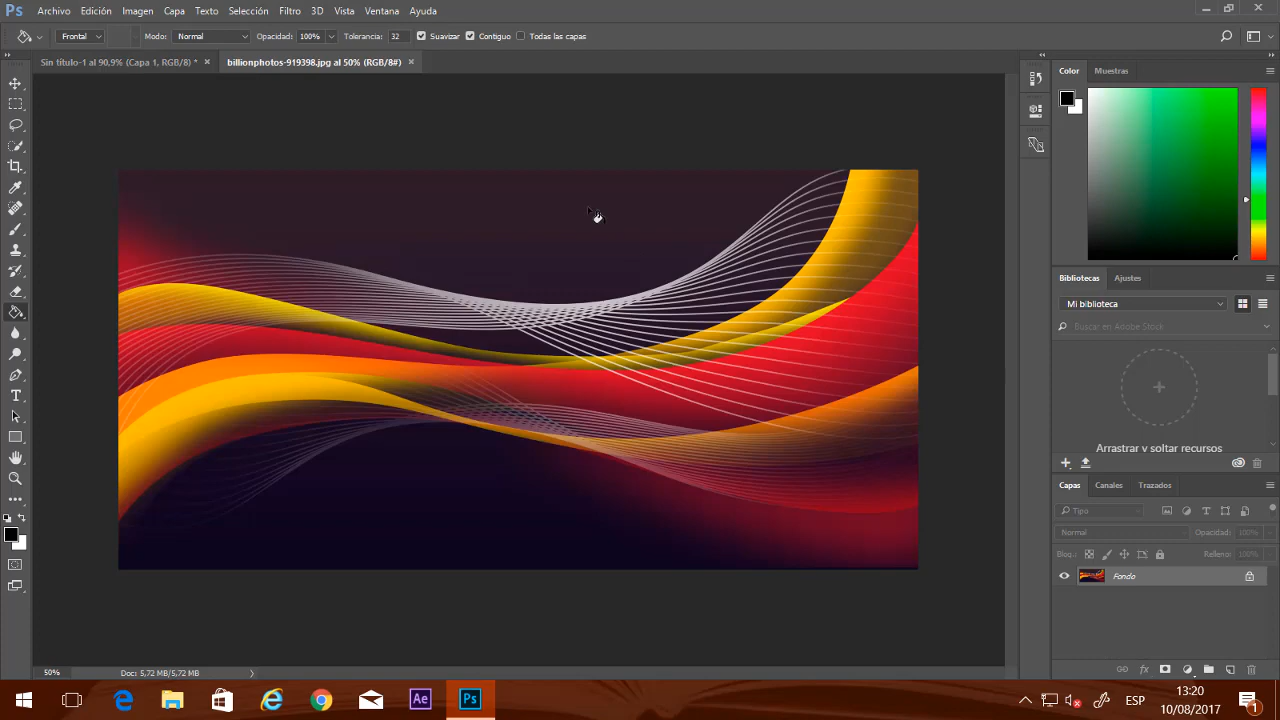 Ps Archivo Edición Imagen Capa Texto Selección Filtro 3D Vista Ventana Ayuda
Frontal Modo: Normal Opacidad: 100% Tolerancia: 32 Suavizar Contiguo Todas las capas
Sin título-1 al 90,9% (Capa 1, RGB/8) * × billionphotos-919398.jpg al 50% (RGB/8#) ×
Color Muestras
Bibliotecas Ajustes
Mi biblioteca
Buscar en Adobe Stock
Arrastrar y soltar recursos
Capas Canales Trazados
Tipo
Normal Opacidad: 100%
Bloq.: Relleno: 100%
Fondo
50% Doc: 5,72 MB/5,72 MB
Ae Ps ESP 13:20
10/08/2017 1